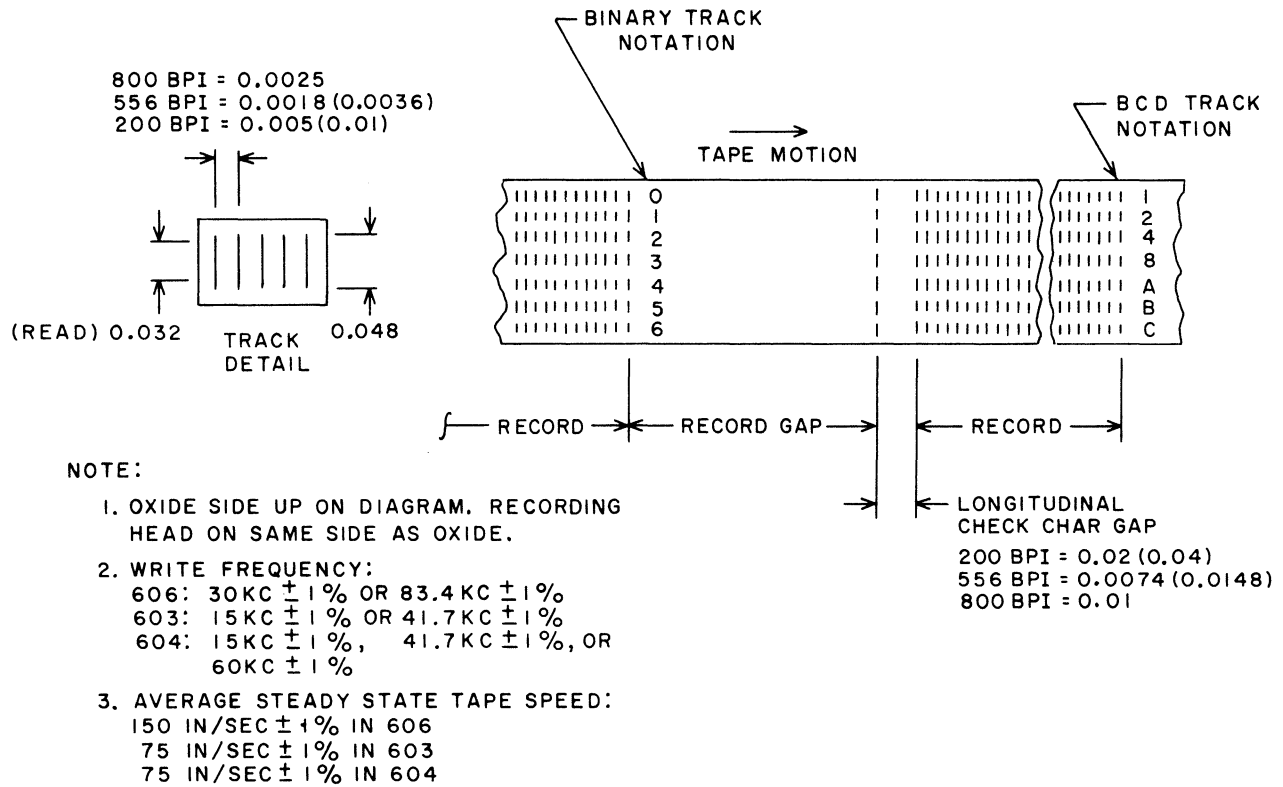 BINARY TRACK
NOTATION
800 BPI = 0.0025
556 BPI = 0.0018 (0.0036)
200 BPI = 0.005 (0.01)
BCD TRACK
NOTATION
TAPE MOTION
0
1
2
3
4
5
6
1
2
4
8
A
B
C
(READ) 0.032
TRACK
DETAIL
0.048
RECORD
RECORD GAP
RECORD
LONGITUDINAL
CHECK CHAR GAP
200 BPI = 0.02 (0.04)
556 BPI = 0.0074 (0.0148)
800 BPI = 0.01
NOTE:
1. OXIDE SIDE UP ON DIAGRAM. RECORDING
HEAD ON SAME SIDE AS OXIDE.
2. WRITE FREQUENCY:
606: 30KC ± 1% OR 83.4 KC ± 1%
603: 15KC ± 1% OR 41.7KC ± 1%
604: 15KC ± 1%, 41.7KC ± 1%, OR
60KC ± 1%
3. AVERAGE STEADY STATE TAPE SPEED:
150 IN/SEC ± 1% IN 606
75 IN/SEC ± 1% IN 603
75 IN/SEC ± 1% IN 604